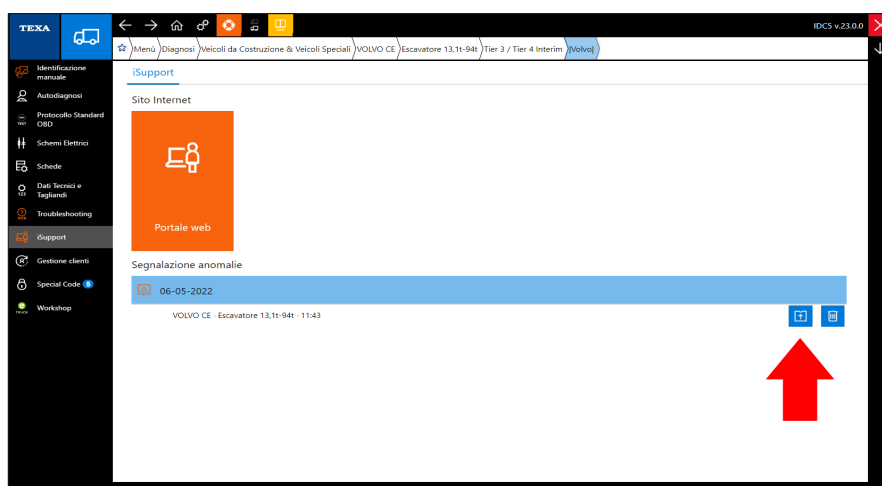 TEXA
IDC5 v.23.0.0
Menù
Diagnosi
Veicoli da Costruzione & Veicoli Speciali
VOLVO CE
Escavatore 13,1t-94t
Tier 3 / Tier 4 Interim
[Volvo]
Identificazione
manuale
Autodiagnosi
TEST
Protocollo Standard
OBD
Schemi Elettrici
Schede
123
Dati Tecnici e
Tagliandi
Troubleshooting
iSupport
Gestione clienti
Special Code 5
TRUCK
Workshop
iSupport
Sito Internet
Portale web
Segnalazione anomalie
06-05-2022
VOLVO CE - Escavatore 13,1t-94t - 11:43